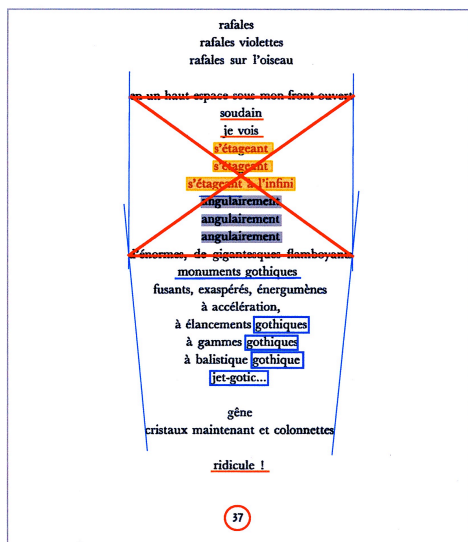 rafales
rafales violettes
rafales sur l'oiseau
en un haut espace sous mon front ouvert
soudain
je vois
s'étageant
s'étageant
s'étageant à l'infini
angulairement
angulairement
angulairement
d'énormes, de gigantesques flamboyants
monuments gothiques
fusants, exaspérés, énergumènes
à accélération,
à élancements gothiques
à gammes gothiques
à balistique gothique
jet-gotic...
gêne
cristaux maintenant et colonnettes
ridicule !
37